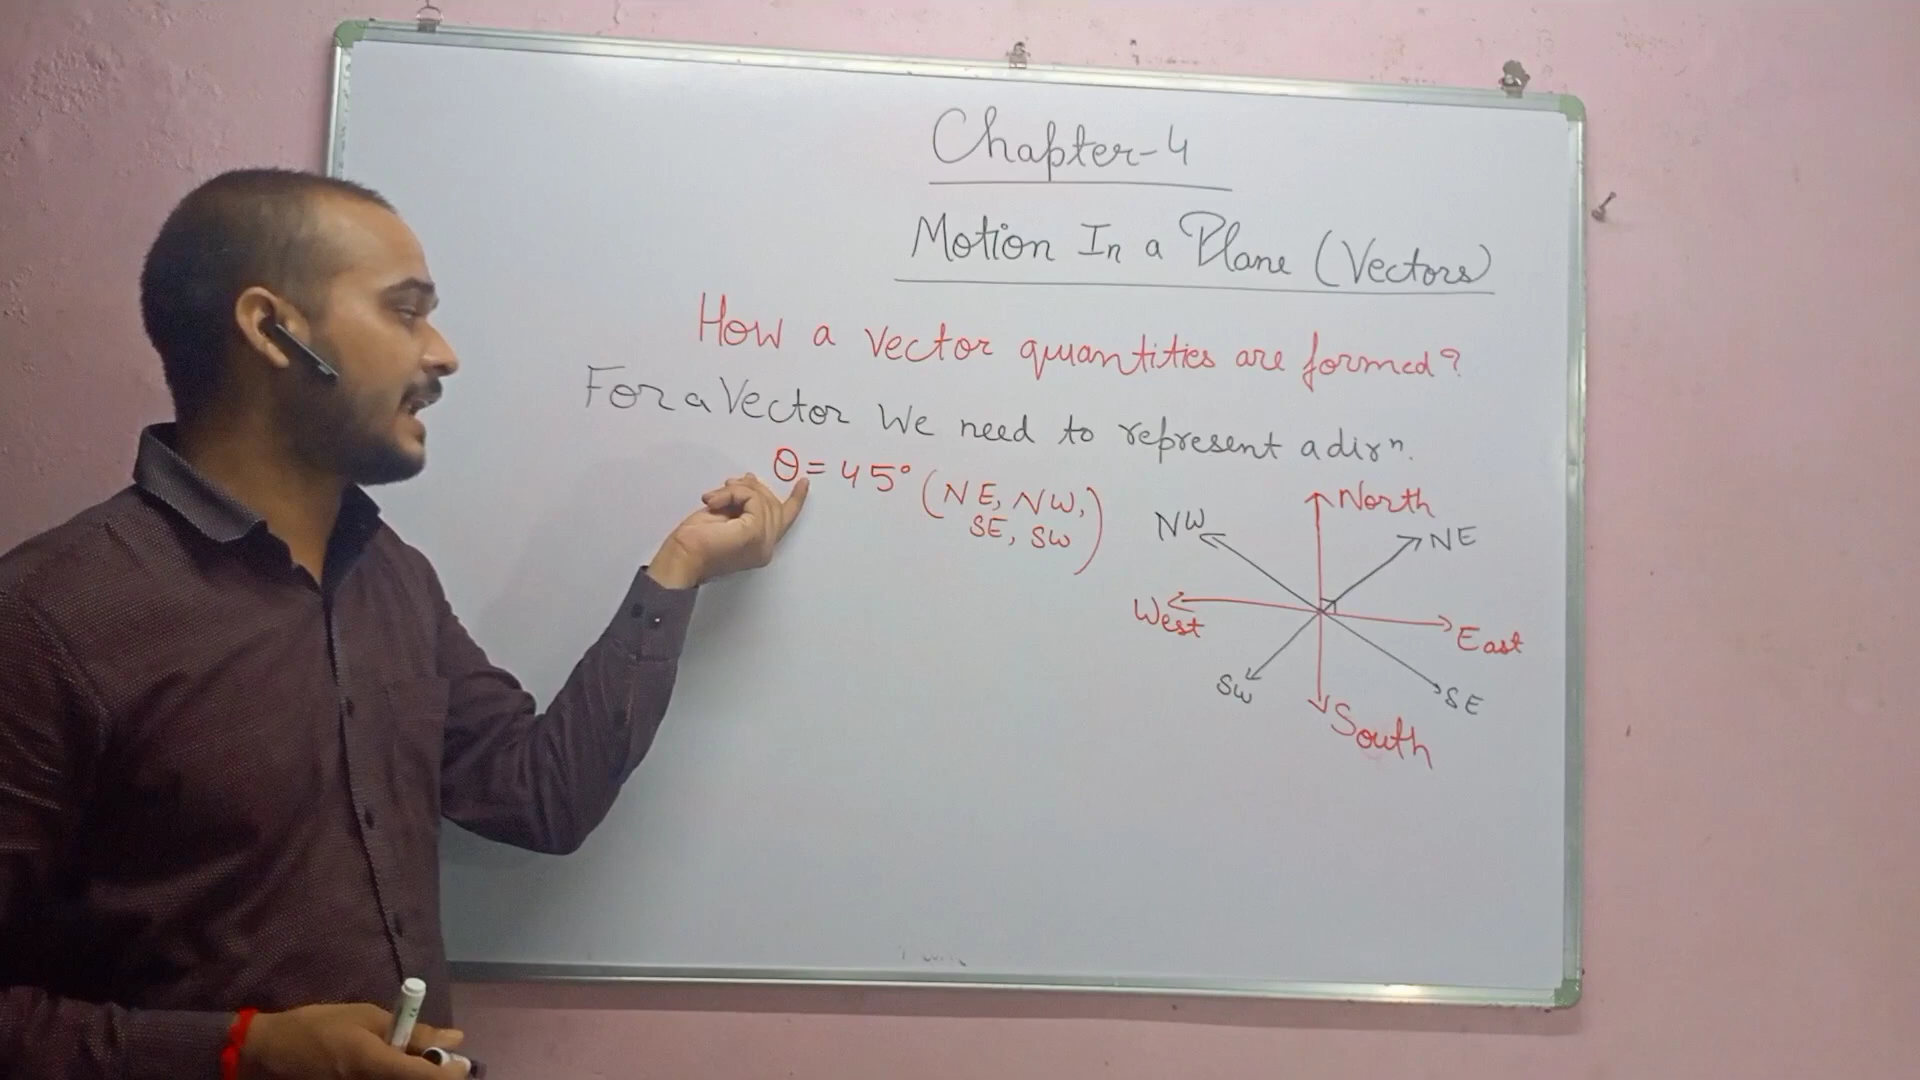 Chapter-4
Motion In a Plane (Vectors)
How a vector quantities are formed?
For a Vector We need to represent a dirⁿ.
θ = 45° (NE, NW,
SE, SW)
North
NW
NE
West
East
SW
SE
South